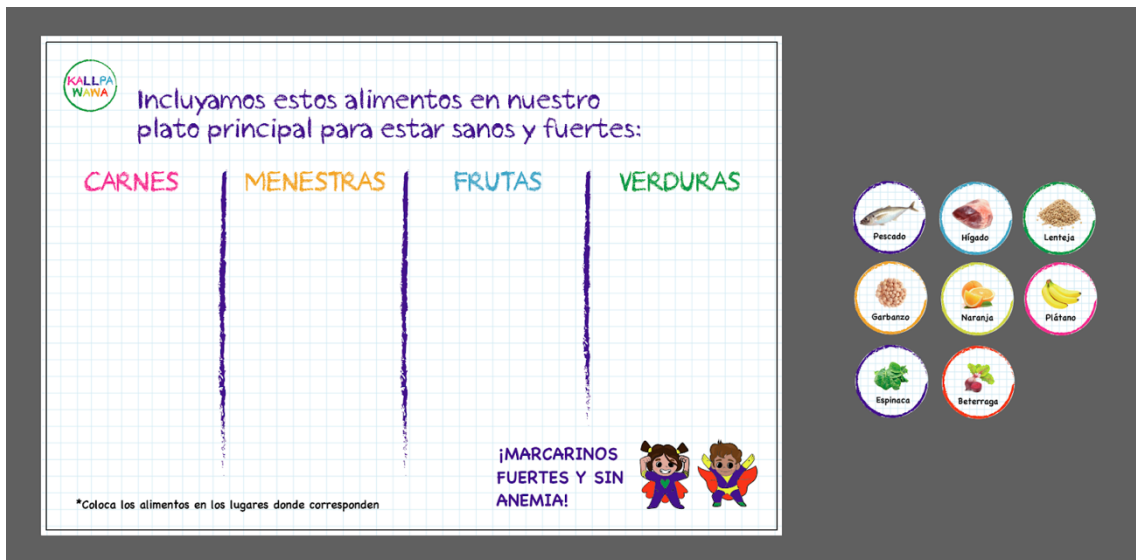 KALLPA
WAWA
Incluyamos estos alimentos en nuestro
plato principal para estar sanos y fuertes:
CARNES MENESTRAS FRUTAS VERDURAS
Pescado Hígado Lenteja
Garbanzo Naranja Plátano
Espinaca Beterraga
¡MARCARINOS
FUERTES Y SIN
ANEMIA!
*Coloca los alimentos en los lugares donde corresponden